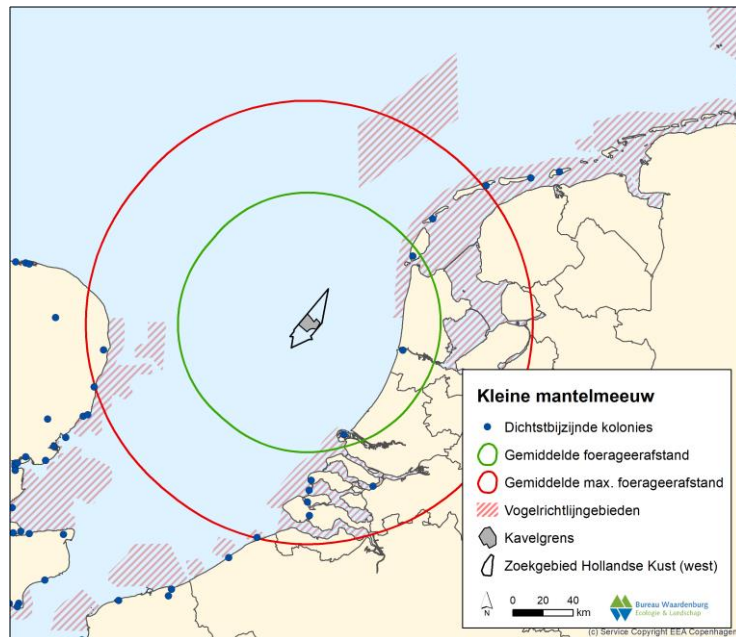 Kleine mantelmeeuw
Dichtstbijzijnde kolonies
Gemiddelde foerageerafstand
Gemiddelde max. foerageerafstand
Vogelrichtlijngebieden
Kavelgrens
Zoekgebied Hollandse Kust (west)
N
0 20 40
km
Bureau Waardenburg
Ecologie & Landschap
(c) Service Copyright EEA Copenhagen